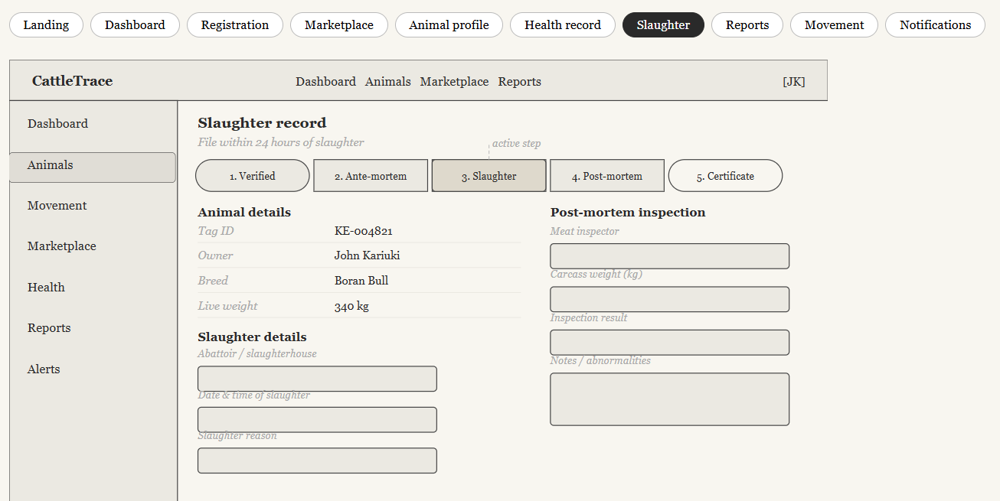 Landing
Dashboard
Registration
Marketplace
Animal profile
Health record
Slaughter
Reports
Movement
Notifications
CattleTrace
Dashboard Animals Marketplace Reports
[JK]
Dashboard
Animals
Movement
Marketplace
Health
Reports
Alerts
Slaughter record
File within 24 hours of slaughter
active step
1. Verified
2. Ante-mortem
3. Slaughter
4. Post-mortem
5. Certificate
Animal details
Tag ID KE-004821
Owner John Kariuki
Breed Boran Bull
Live weight 340 kg
Slaughter details
Abattoir / slaughterhouse
Date & time of slaughter
Slaughter reason
Post-mortem inspection
Meat inspector
Carcass weight (kg)
Inspection result
Notes / abnormalities